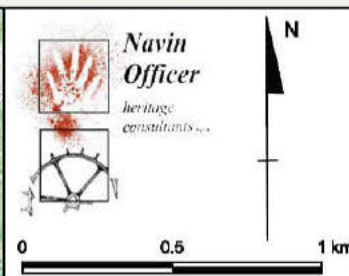 Navin
Officer
heritage
consultants
N
0 0.5 1 km